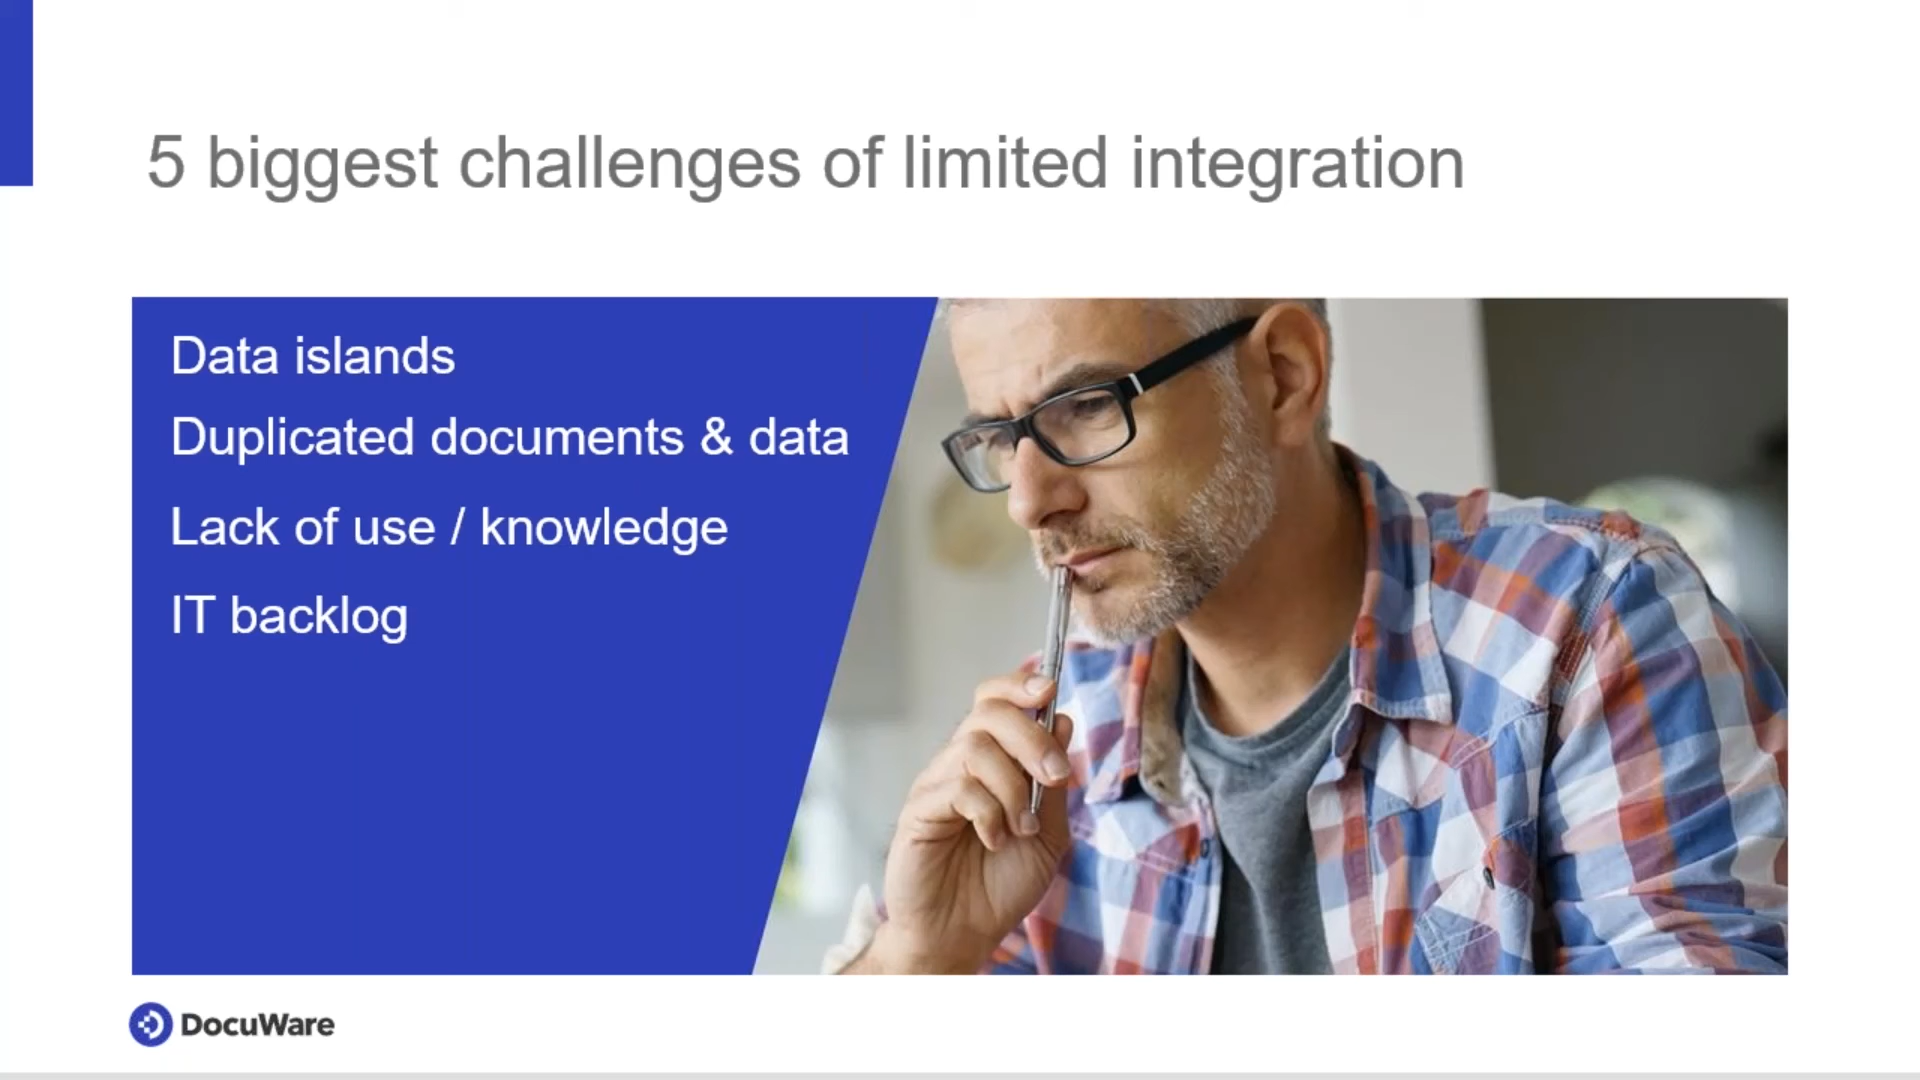 5 biggest challenges of limited integration
Data islands
Duplicated documents & data
Lack of use / knowledge
IT backlog
DocuWare